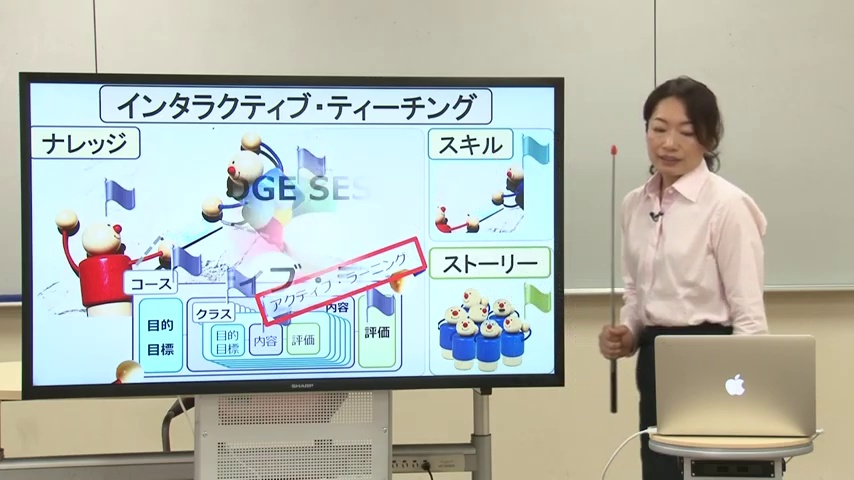 インタラクティブ・ティーチング
ナレッジ
スキル
DGE SES
ストーリー
コース
アクティブ・ラーニング
クラス
内容
目的
目標
目的
目標
内容
評価
評価
SHARP